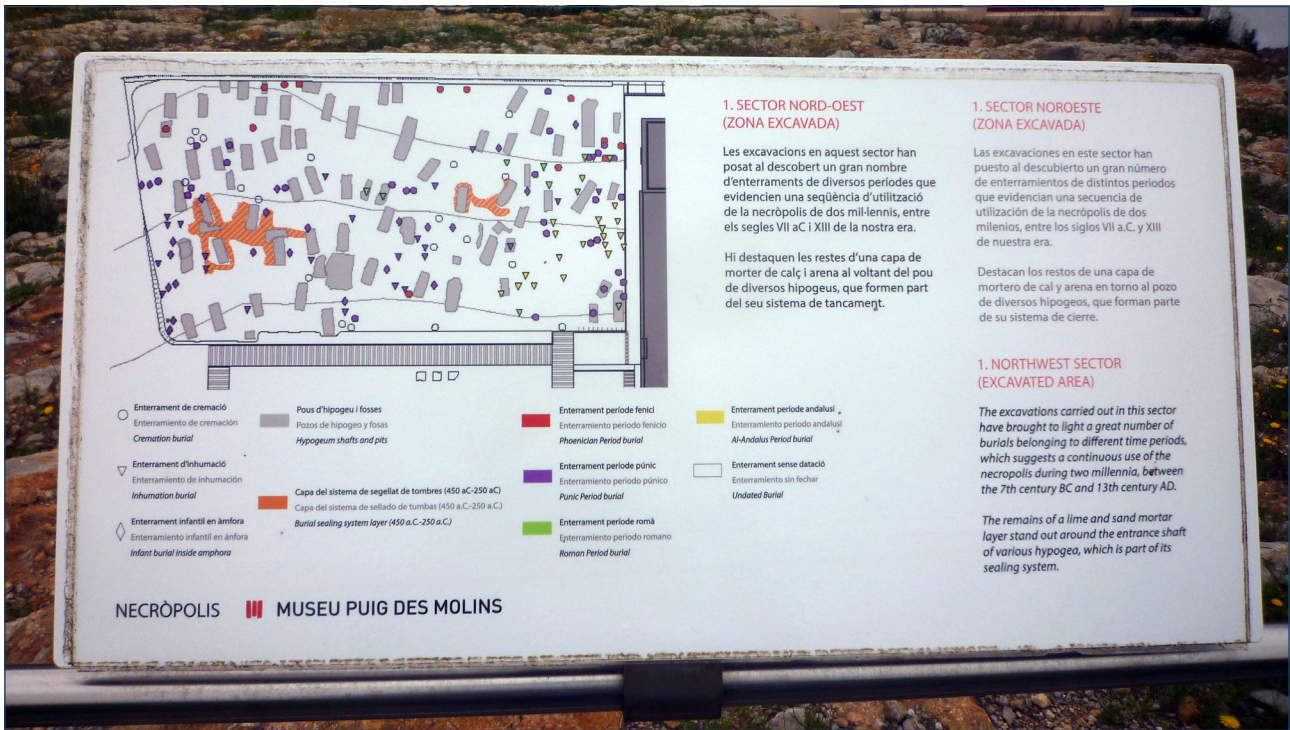 1. SECTOR NORD-OEST
(ZONA EXCAVADA)
Les excavacions en aquest sector han
posat al descobert un gran nombre
d'enterraments de diversos períodes que
evidencien una seqüència d'utilització
de la necròpolis de dos mil·lennis, entre
els segles VII aC i XIII de la nostra era.
Hi destaquen les restes d'una capa de
morter de calç i arena al voltant del pou
de diversos hipogeus, que formen part
del seu sistema de tancament.
1. SECTOR NOROESTE
(ZONA EXCAVADA)
Las excavaciones en este sector han
puesto al descubierto un gran número
de enterramientos de distintos periodos
que evidencian una secuencia de
utilización de la necrópolis de dos
milenios, entre los siglos VII a.C. y XIII
de nuestra era.
Destacan los restos de una capa de
mortero de cal y arena en torno al pozo
de diversos hipogeos, que forman parte
de su sistema de cierre.
1. NORTHWEST SECTOR
(EXCAVATED AREA)
The excavations carried out in this sector
have brought to light a great number of
burials belonging to different time periods,
which suggests a continuous use of the
necropolis during two millennia, between
the 7th century BC and 13th century AD.
The remains of a lime and sand mortar
layer stand out around the entrance shaft
of various hypogea, which is part of its
sealing system.
Enterrament de cremació
Enterramiento de cremación
Cremation burial
Enterrament d'inhumació
Enterramiento de inhumación
Inhumation burial
Enterrament infantil en àmfora
Enterramiento infantil en ánfora
Infant burial inside amphora
Pous d'hipogeu i fosses
Pozos de hipogeo y fosas
Hypogeum shafts and pits
Capa del sistema de segellat de tombres (450 aC-250 aC)
Capa del sistema de sellado de tumbas (450 a.C.-250 a.C.)
Burial sealing system layer (450 a.C.-250 a.C.)
Enterrament període fenici
Enterramiento periodo fenicio
Phoenician Period burial
Enterrament periode púnic
Enterramiento periodo púnico
Punic Period burial
Enterrament periode romà
Enterramiento periodo romano
Roman Period burial
Enterrament periode andalusí
Enterramiento periodo andalusí
Al-Andalus Period burial
Enterrament sense datació
Enterramiento sin fechar
Undated Burial
NECRÒPOLIS MUSEU PUIG DES MOLINS